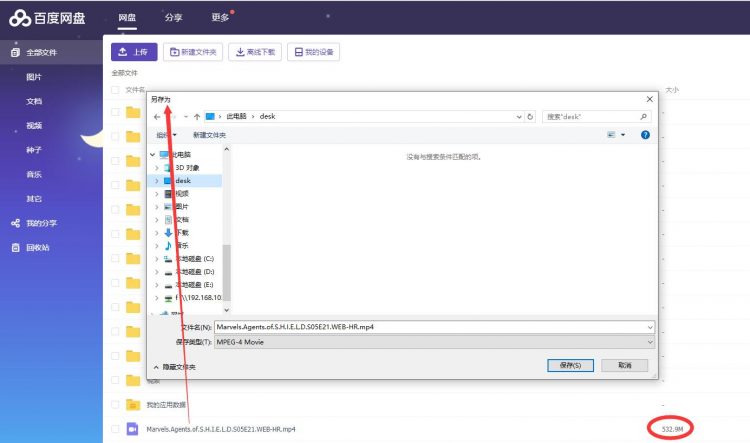 百度网盘
网盘 分享 更多
全部文件
图片
文档
视频
种子
音乐
其它
我的分享
回收站
上传 新建文件夹 离线下载 我的设备
全部文件
文件名 大小
另存为
此电脑 desk 搜索"desk"
组织 新建文件夹
没有与搜索条件匹配的项。
此电脑
3D 对象
desk
视频
图片
文档
下载
音乐
本地磁盘 (C:)
本地磁盘 (D:)
本地磁盘 (E:)
文件名(N): Marvels.Agents.of.S.H.I.E.L.D.S05E21.WEB-HR.mp4
保存类型(T): MPEG-4 Movie
隐藏文件夹 保存(S) 取消
视频 -
我的应用数据 -
Marvels.Agents.of.S.H.I.E.L.D.S05E21.WEB-HR.mp4 532.9M